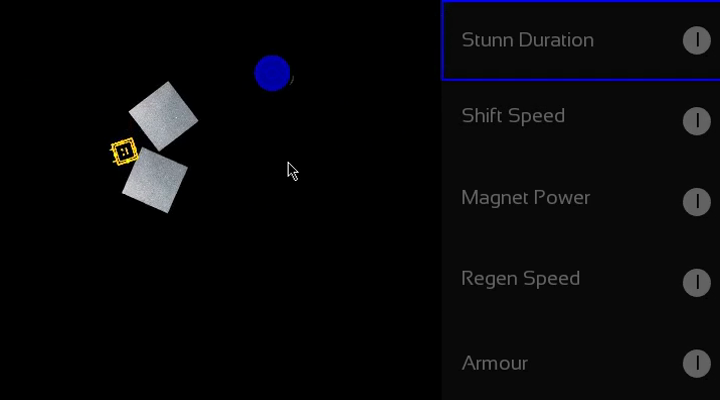 Stunn Duration
Shift Speed
Magnet Power
Regen Speed
Armour